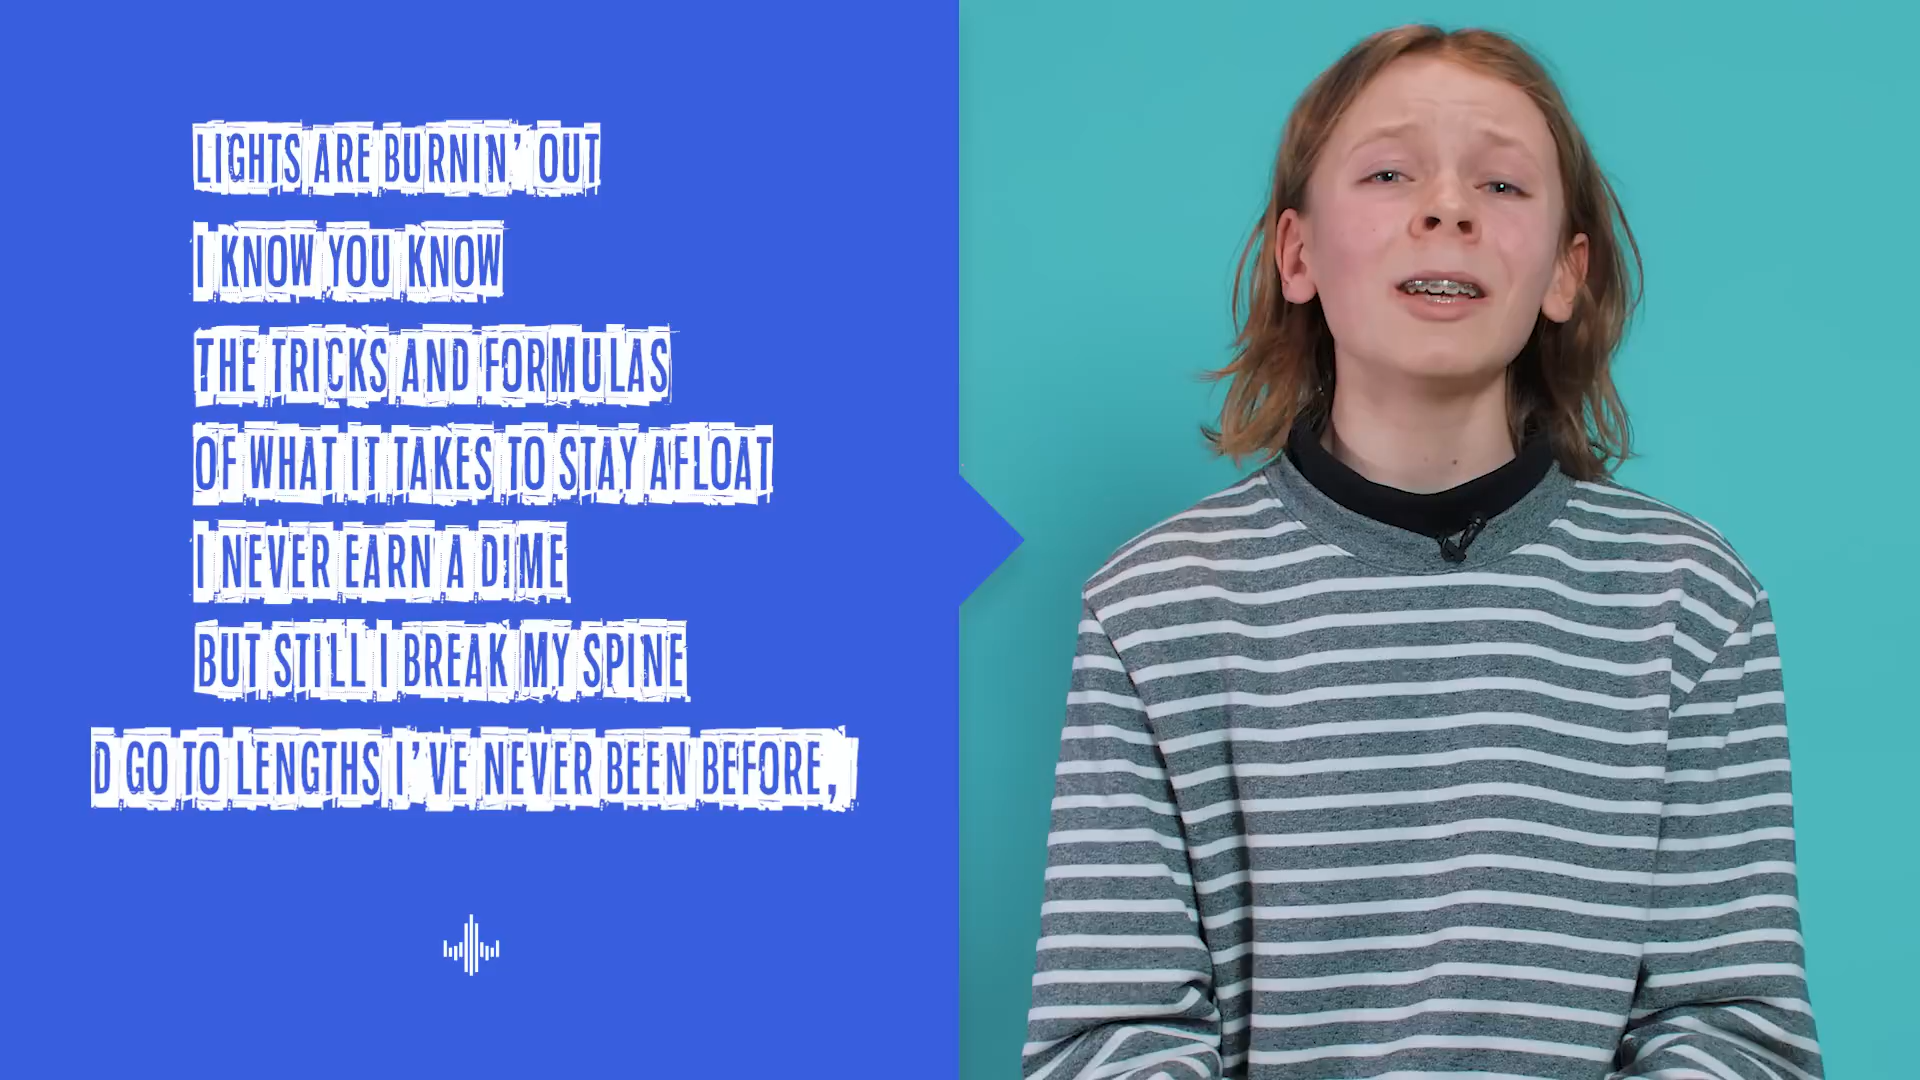 LIGHTS ARE BURNIN' OUT
I KNOW YOU KNOW
THE TRICKS AND FORMULAS
OF WHAT IT TAKES TO STAY AFLOAT
I NEVER EARN A DIME
BUT STILL I BREAK MY SPINE
D GO TO LENGTHS I'VE NEVER BEEN BEFORE,